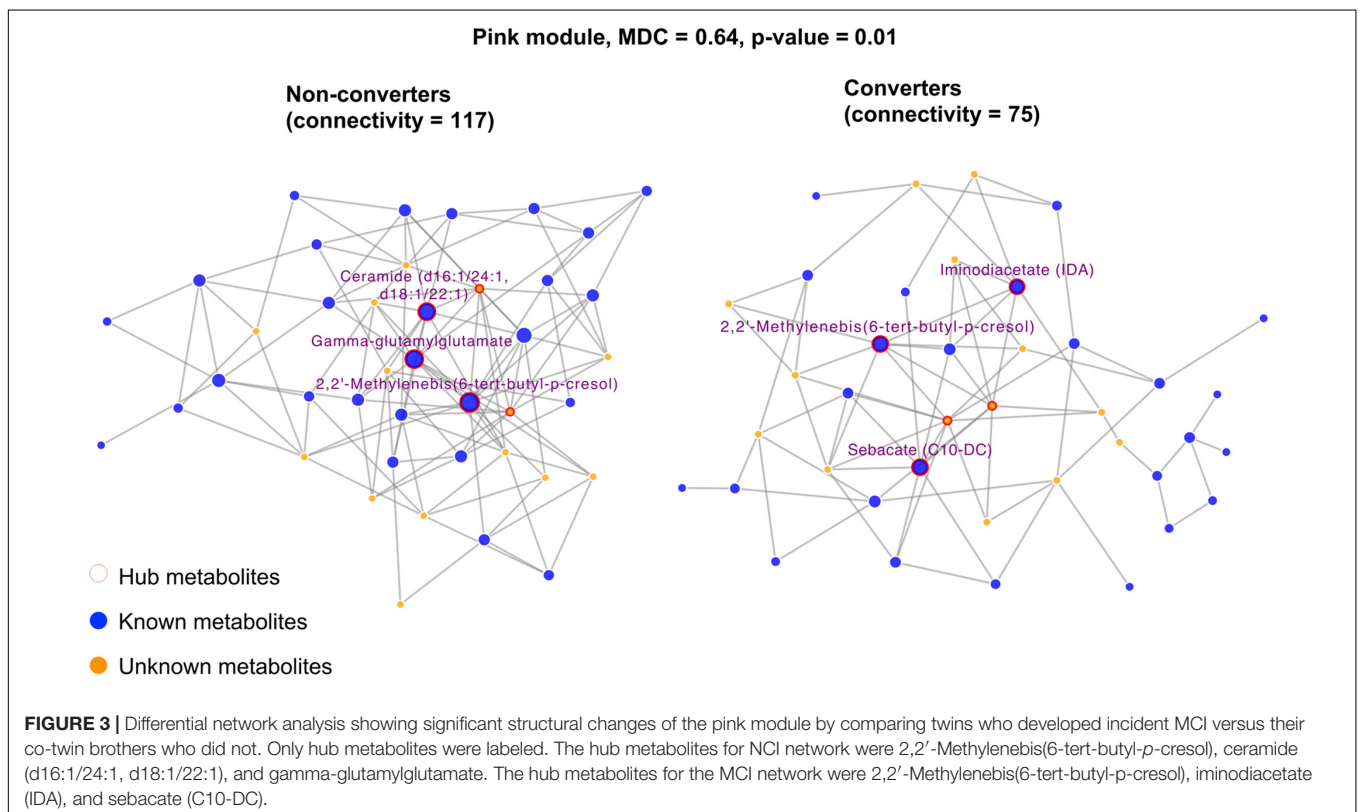 Pink module, MDC = 0.64, p-value = 0.01
Non-converters
(connectivity = 117)
Converters
(connectivity = 75)
Ceramide (d16:1/24:1,
d18:1/22:1)
Gamma-glutamylglutamate
2,2'-Methylenebis(6-tert-butyl-p-cresol)
Iminodiacetate (IDA)
2,2'-Methylenebis(6-tert-butyl-p-cresol)
Sebacate (C10-DC)
Hub metabolites
Known metabolites
Unknown metabolites
FIGURE 3 | Differential network analysis showing significant structural changes of the pink module by comparing twins who developed incident MCI versus their
co-twin brothers who did not. Only hub metabolites were labeled. The hub metabolites for NCI network were 2,2′-Methylenebis(6-tert-butyl-p-cresol), ceramide
(d16:1/24:1, d18:1/22:1), and gamma-glutamylglutamate. The hub metabolites for the MCI network were 2,2′-Methylenebis(6-tert-butyl-p-cresol), iminodiacetate
(IDA), and sebacate (C10-DC).